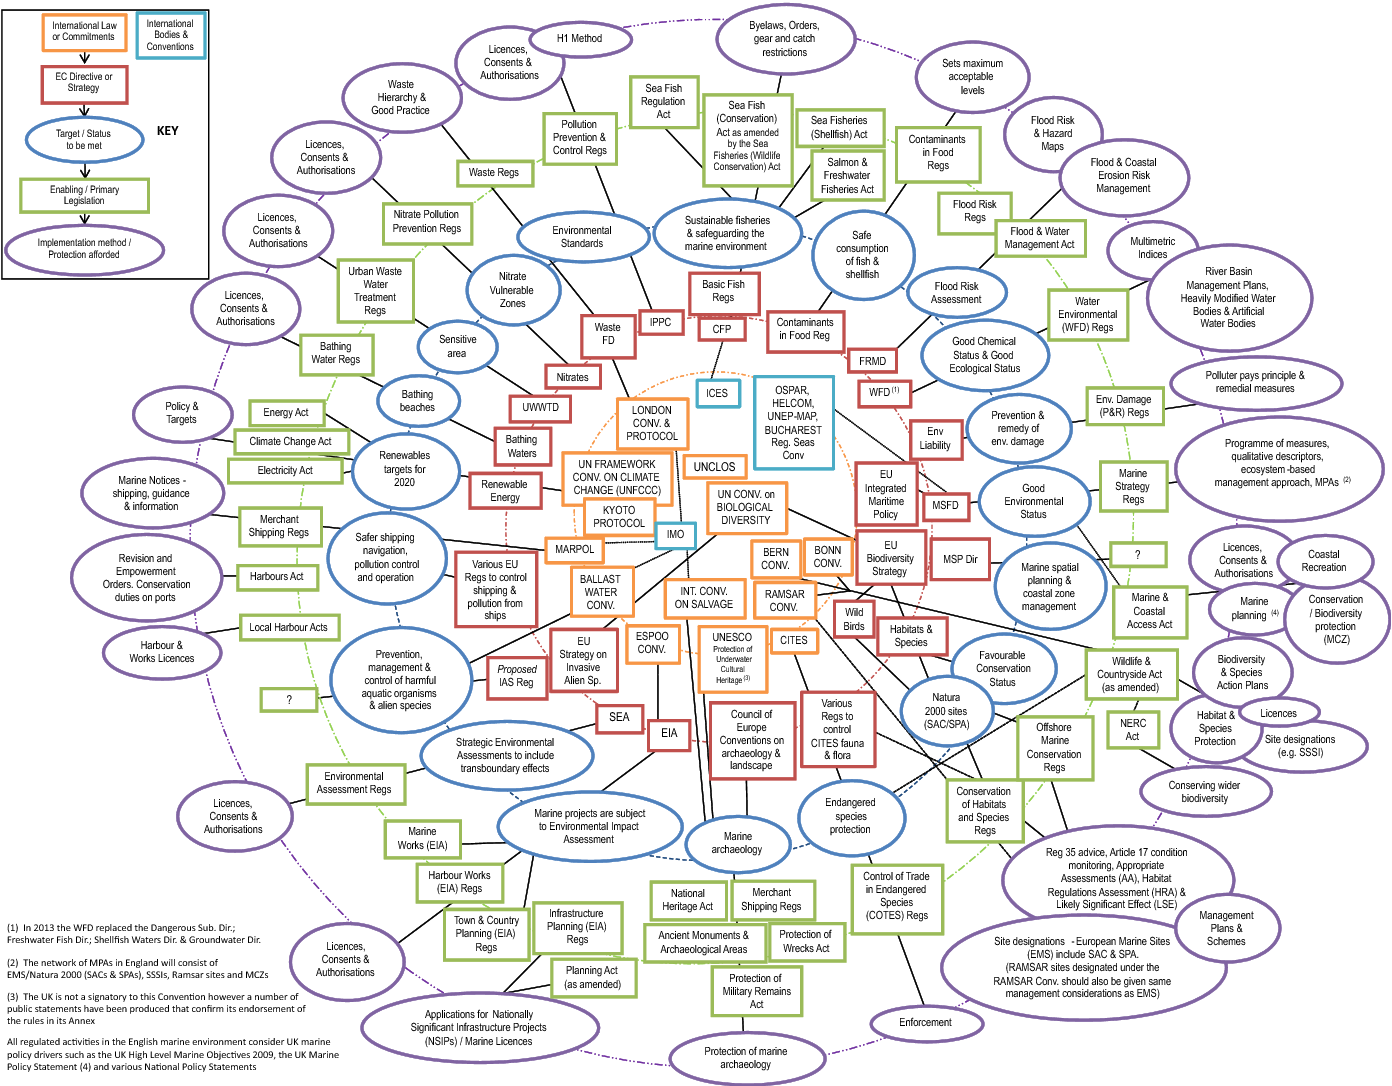 International Law
or Commitments
International
Bodies &
Conventions
EC Directive or
Strategy
Target / Status
to be met
KEY
Enabling / Primary
Legislation
Implementation method /
Protection afforded
Licences,
Consents &
Authorisations
H1 Method
Byelaws, Orders,
gear and catch
restrictions
Sets maximum
acceptable
levels
Flood Risk
& Hazard
Maps
Flood & Coastal
Erosion Risk
Management
Multimetric
Indices
River Basin
Management Plans,
Heavily Modified Water
Bodies & Artificial
Water Bodies
Polluter pays principle &
remedial measures
Programme of measures,
qualitative descriptors,
ecosystem -based
management approach, MPAs (2)
Licences,
Consents &
Authorisations
Coastal
Recreation
Marine
planning (4)
Conservation
/ Biodiversity
protection
(MCZ)
Biodiversity
& Species
Action Plans
Habitat &
Species
Protection
Licences
Site designations
(e.g. SSSI)
Conserving wider
biodiversity
Reg 35 advice, Article 17 condition
monitoring, Appropriate
Assessments (AA), Habitat
Regulations Assessment (HRA) &
Likely Significant Effect (LSE)
Management
Plans &
Schemes
Site designations - European Marine Sites
(EMS) include SAC & SPA.
(RAMSAR sites designated under the
RAMSAR Conv. should also be given same
management considerations as EMS)
Enforcement
Protection of marine
archaeology
Applications for Nationally
Significant Infrastructure Projects
(NSIPs) / Marine Licences
Licences,
Consents &
Authorisations
Licences,
Consents &
Authorisations
Harbour &
Works Licences
Revision and
Empowerment
Orders. Conservation
duties on ports
Marine Notices -
shipping, guidance
& information
Policy &
Targets
Licences,
Consents &
Authorisations
Licences,
Consents &
Authorisations
Licences,
Consents &
Authorisations
Waste
Hierarchy &
Good Practice
Pollution
Prevention &
Control Regs
Sea Fish
Regulation
Act
Sea Fish
(Conservation)
Act as amended
by the Sea
Fisheries (Wildlife
Conservation) Act
Sea Fisheries
(Shellfish) Act
Salmon &
Freshwater
Fisheries Act
Contaminants
in Food
Regs
Flood Risk
Regs
Flood & Water
Management Act
Water
Environmental
(WFD) Regs
Env. Damage
(P&R) Regs
Marine
Strategy
Regs
?
Marine &
Coastal
Access Act
Wildlife &
Countryside Act
(as amended)
NERC
Act
Offshore
Marine
Conservation
Regs
Conservation
of Habitats
and Species
Regs
Control of Trade
in Endangered
Species
(COTES) Regs
National
Heritage Act
Merchant
Shipping Regs
Ancient Monuments &
Archaeological Areas
Protection of
Wrecks Act
Protection of
Military Remains
Act
Infrastructure
Planning (EIA)
Regs
Planning Act
(as amended)
Town & Country
Planning (EIA)
Regs
Harbour Works
(EIA) Regs
Marine
Works (EIA)
Environmental
Assessment Regs
?
Local Harbour Acts
Harbours Act
Merchant
Shipping Regs
Electricity Act
Climate Change Act
Energy Act
Bathing
Water Regs
Urban Waste
Water
Treatment
Regs
Nitrate Pollution
Prevention Regs
Waste Regs
Environmental
Standards
Sustainable fisheries
& safeguarding the
marine environment
Safe
consumption
of fish &
shellfish
Flood Risk
Assessment
Good Chemical
Status & Good
Ecological Status
Prevention &
remedy of
env. damage
Good
Environmental
Status
Marine spatial
planning &
coastal zone
management
Favourable
Conservation
Status
Natura
2000 sites
(SAC/SPA)
Endangered
species
protection
Marine
archaeology
Marine projects are subject
to Environmental Impact
Assessment
Strategic Environmental
Assessments to include
transboundary effects
Prevention,
management &
control of harmful
aquatic organisms
& alien species
Safer shipping
navigation,
pollution control
and operation
Renewables
targets for
2020
Bathing
beaches
Sensitive
area
Nitrate
Vulnerable
Zones
Waste
FD
IPPC
Basic Fish
Regs
CFP
Contaminants
in Food Reg
FRMD
WFD (1)
Env
Liability
EU
Integrated
Maritime
Policy
MSFD
EU
Biodiversity
Strategy
MSP Dir
Wild
Birds
Habitats &
Species
Various
Regs to
control
CITES fauna
& flora
Council of
Europe
Conventions on
archaeology &
landscape
EIA
SEA
EU
Strategy on
Invasive
Alien Sp.
Proposed
IAS Reg
Various EU
Regs to control
shipping &
pollution from
ships
Renewable
Energy
Bathing
Waters
UWWTD
Nitrates
ICES
OSPAR,
HELCOM,
UNEP-MAP,
BUCHAREST
Reg. Seas
Conv
LONDON
CONV. &
PROTOCOL
UN FRAMEWORK
CONV. ON CLIMATE
CHANGE (UNFCCC)
UNCLOS
KYOTO
PROTOCOL
UN CONV. on
BIOLOGICAL
DIVERSITY
IMO
MARPOL
BALLAST
WATER
CONV.
INT. CONV.
ON SALVAGE
BERN
CONV.
BONN
CONV.
RAMSAR
CONV.
ESPOO
CONV.
UNESCO
Protection of
Underwater
Cultural
Heritage (3)
CITES
(1) In 2013 the WFD replaced the Dangerous Sub. Dir.;
Freshwater Fish Dir.; Shellfish Waters Dir. & Groundwater Dir.
(2) The network of MPAs in England will consist of
EMS/Natura 2000 (SACs & SPAs), SSSIs, Ramsar sites and MCZs
(3) The UK is not a signatory to this Convention however a number of
public statements have been produced that confirm its endorsement of
the rules in its Annex
All regulated activities in the English marine environment consider UK marine
policy drivers such as the UK High Level Marine Objectives 2009, the UK Marine
Policy Statement (4) and various National Policy Statements